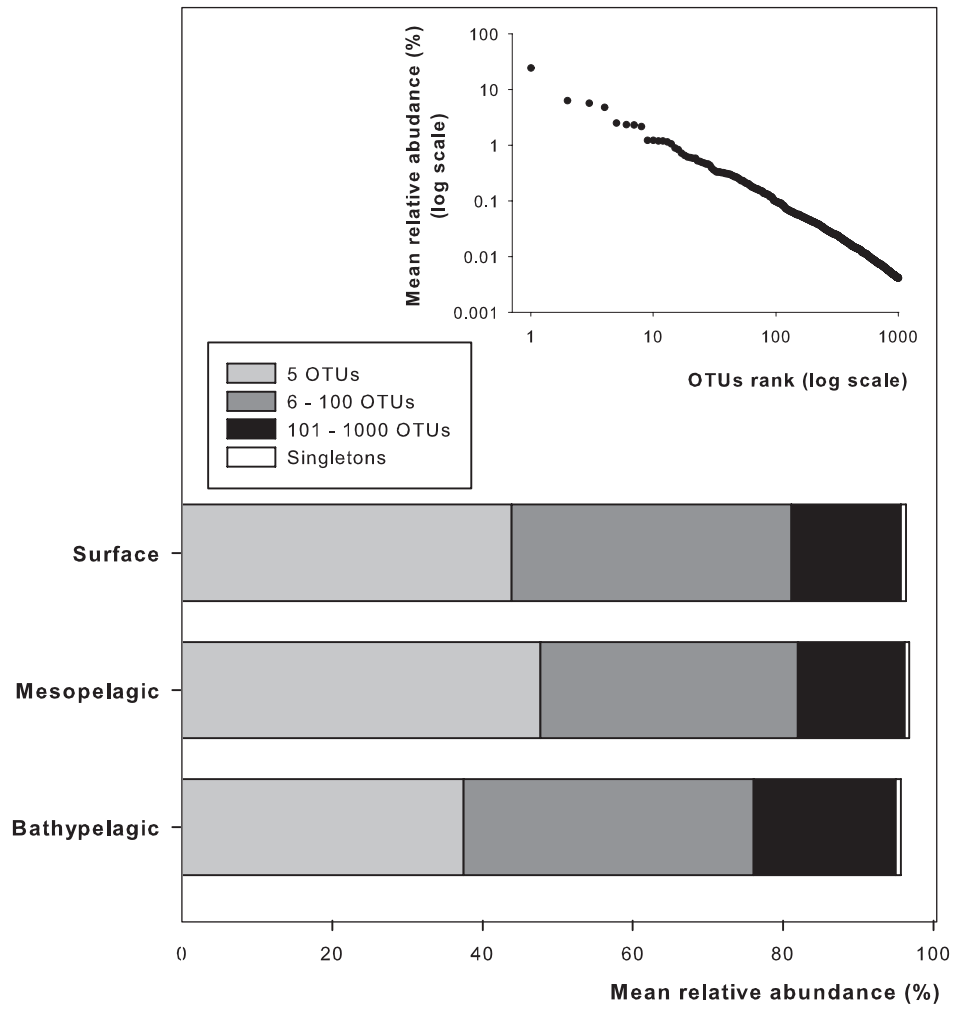 Mean relative abudance (%)
(log scale)
100
10
1
0.1
0.01
0.001
1 10 100 1000
OTUs rank (log scale)
5 OTUs
6 - 100 OTUs
101 - 1000 OTUs
Singletons
Surface
Mesopelagic
Bathypelagic
0 20 40 60 80 100
Mean relative abundance (%)